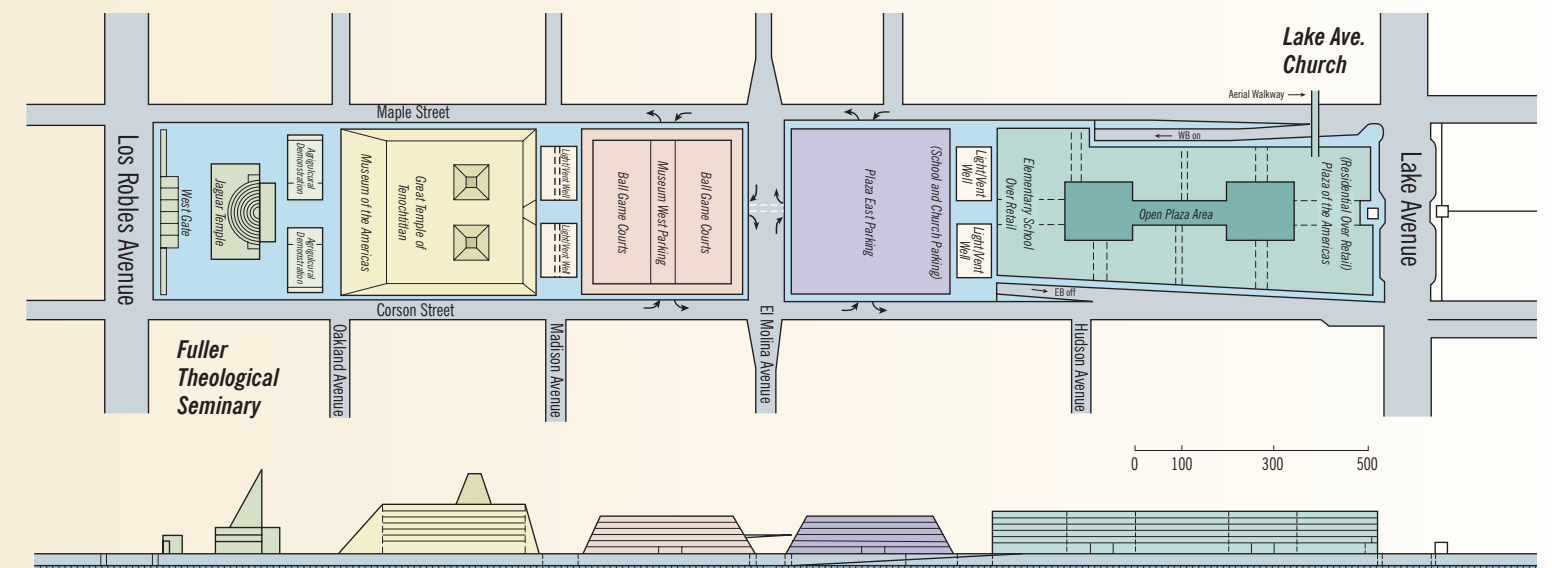 Lake Ave.
Church
Aerial Walkway
Maple Street
WB on
Los Robles Avenue
West Gate
Jaguar Temple
Agrigulcural
Demonstration
Agrigulcural
Demonstration
Museum of the Americas
Great Temple of
Tenochtitlan
Light/Vent Well
Light/Vent Well
Ball Game Courts
Museum West Parking
Ball Game Courts
Plaza East Parking
(School and Church Parking)
Light/Vent
Well
Light/Vent
Well
Elementary School
Over Retail
Open Plaza Area
Plaza of the Americas
(Residential Over Retail)
Lake Avenue
EB off
Corson Street
Fuller
Theological
Seminary
Oakland Avenue
Madison Avenue
El Molina Avenue
Hudson Avenue
0 100 300 500